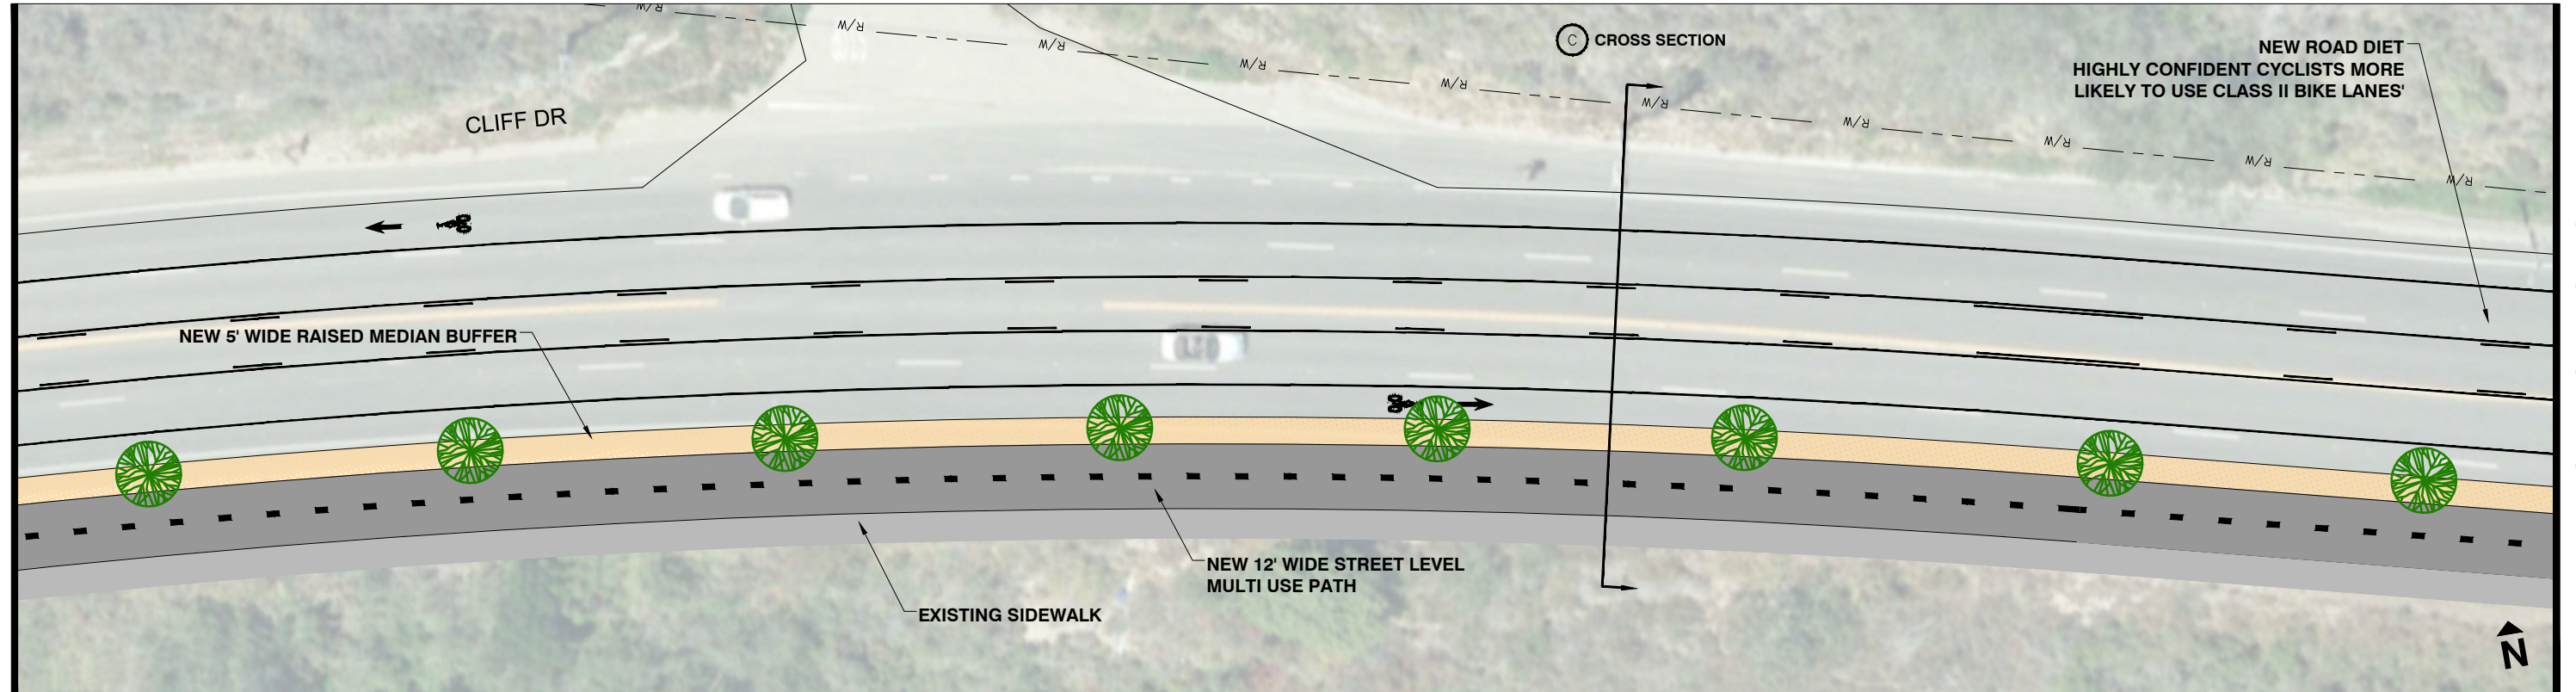 R/W
R/W
R/W
R/W
R/W
R/W
R/W
R/W
R/W
R/W
C CROSS SECTION
NEW ROAD DIET
HIGHLY CONFIDENT CYCLISTS MORE
LIKELY TO USE CLASS II BIKE LANES'
CLIFF DR
NEW 5' WIDE RAISED MEDIAN BUFFER
NEW 12' WIDE STREET LEVEL
MULTI USE PATH
EXISTING SIDEWALK
N